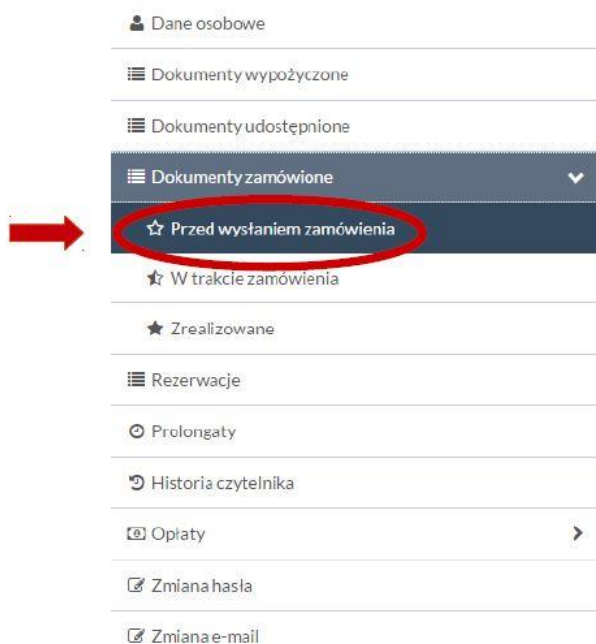 Dane osobowe
Dokumenty wypożyczone
Dokumenty udostępnione
Dokumenty zamówione
Przed wysłaniem zamówienia
W trakcie zamówienia
Zrealizowane
Rezerwacje
Prolongaty
Historia czytelnika
Opłaty
Zmiana hasła
Zmiana e-mail